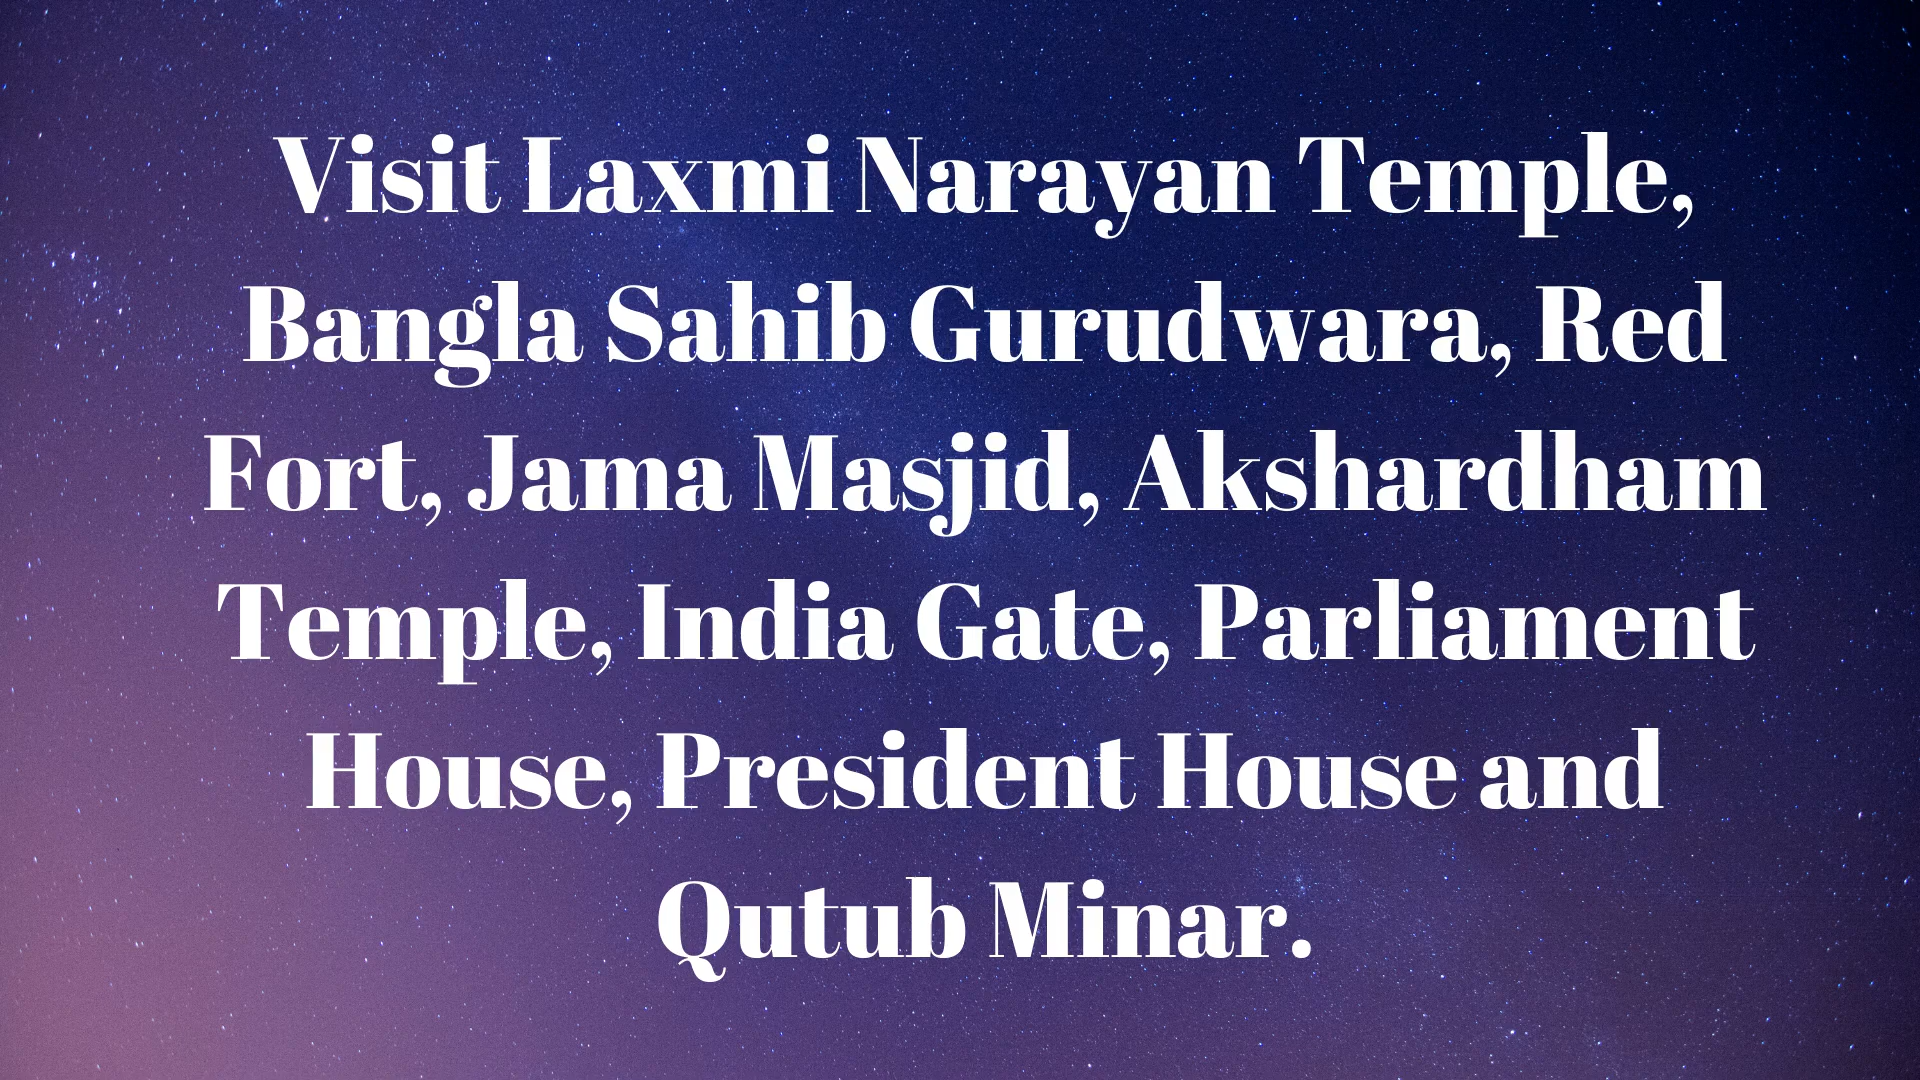 Visit Laxmi Narayan Temple,
Bangla Sahib Gurudwara, Red
Fort, Jama Masjid, Akshardham
Temple, India Gate, Parliament
House, President House and
Qutub Minar.